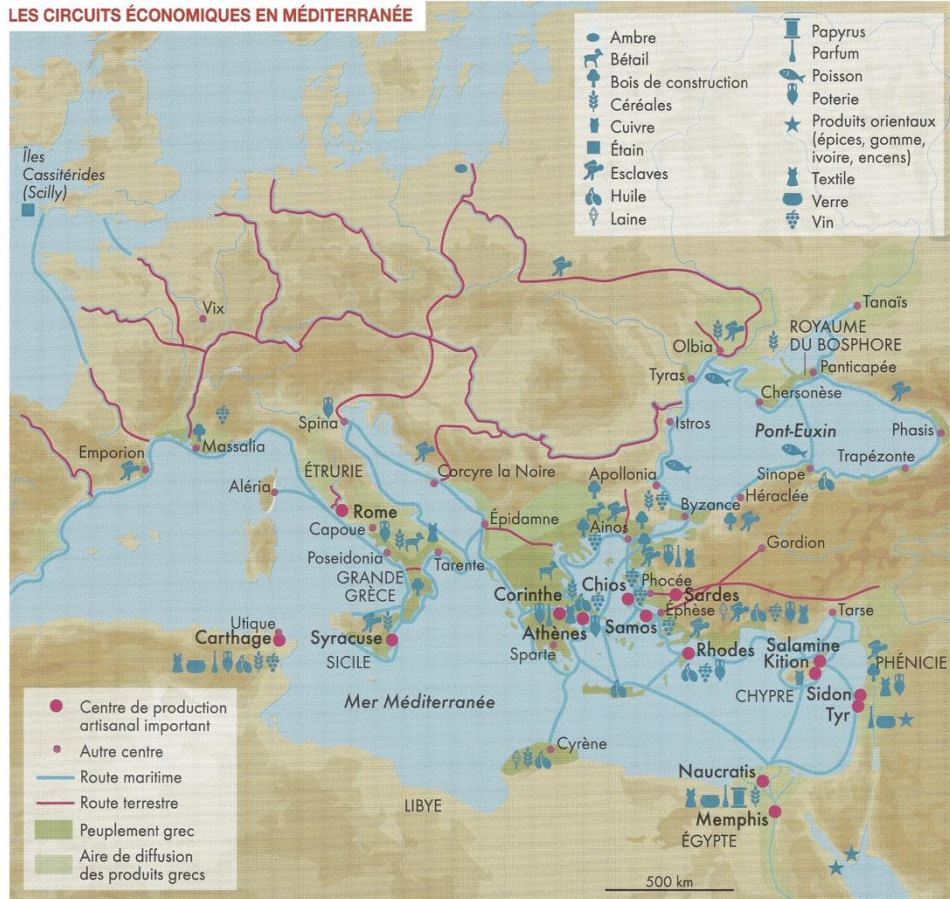 LES CIRCUITS ÉCONOMIQUES EN MÉDITERRANÉE
Ambre
Bétail
Bois de construction
Céréales
Cuivre
Étain
Esclaves
Huile
Laine
Papyrus
Parfum
Poisson
Poterie
Produits orientaux
(épices, gomme,
ivoire, encens)
Textile
Verre
Vin
Îles
Cassitérides
(Scilly)
Vix
Tanaïs
ROYAUME
DU BOSPHORE
Olbia
Panticapée
Tyras
Chersonèse
Spina
Istros
Pont-Euxin
Phasis
Massalia
Emporion
Trapézonte
ÉTRURIE
Corcyre la Noire
Apollonia
Sinope
Aléria
Héraclée
Byzance
Rome
Épidamne
Ainos
Capoue
Gordion
Poseidonia
Tarente
GRANDE
GRÈCE
Chios
Phocée
Corinthe
Sardes
Éphèse
Tarse
Utique
Carthage
Syracuse
Athènes
Samos
Sparte
Rhodes
Salamine
Kition
SICILE
PHÉNICIE
CHYPRE
Sidon
Tyr
Mer Méditerranée
Cyrène
Naucratis
LIBYE
Memphis
ÉGYPTE
Centre de production
artisanal important
Autre centre
Route maritime
Route terrestre
Peuplement grec
Aire de diffusion
des produits grecs
500 km